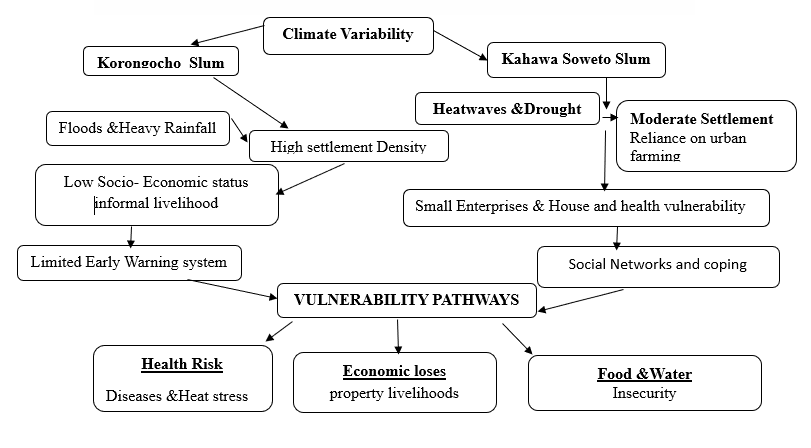 Climate Variability
Korongocho Slum
Kahawa Soweto Slum
Heatwaves &Drought
Floods &Heavy Rainfall
Moderate Settlement
Reliance on urban
farming
High settlement Density
Low Socio- Economic status
informal livelihood
Small Enterprises & House and health vulnerability
Limited Early Warning system
Social Networks and coping
VULNERABILITY PATHWAYS
Health Risk
Diseases &Heat stress
Economic loses
property livelihoods
Food &Water
Insecurity